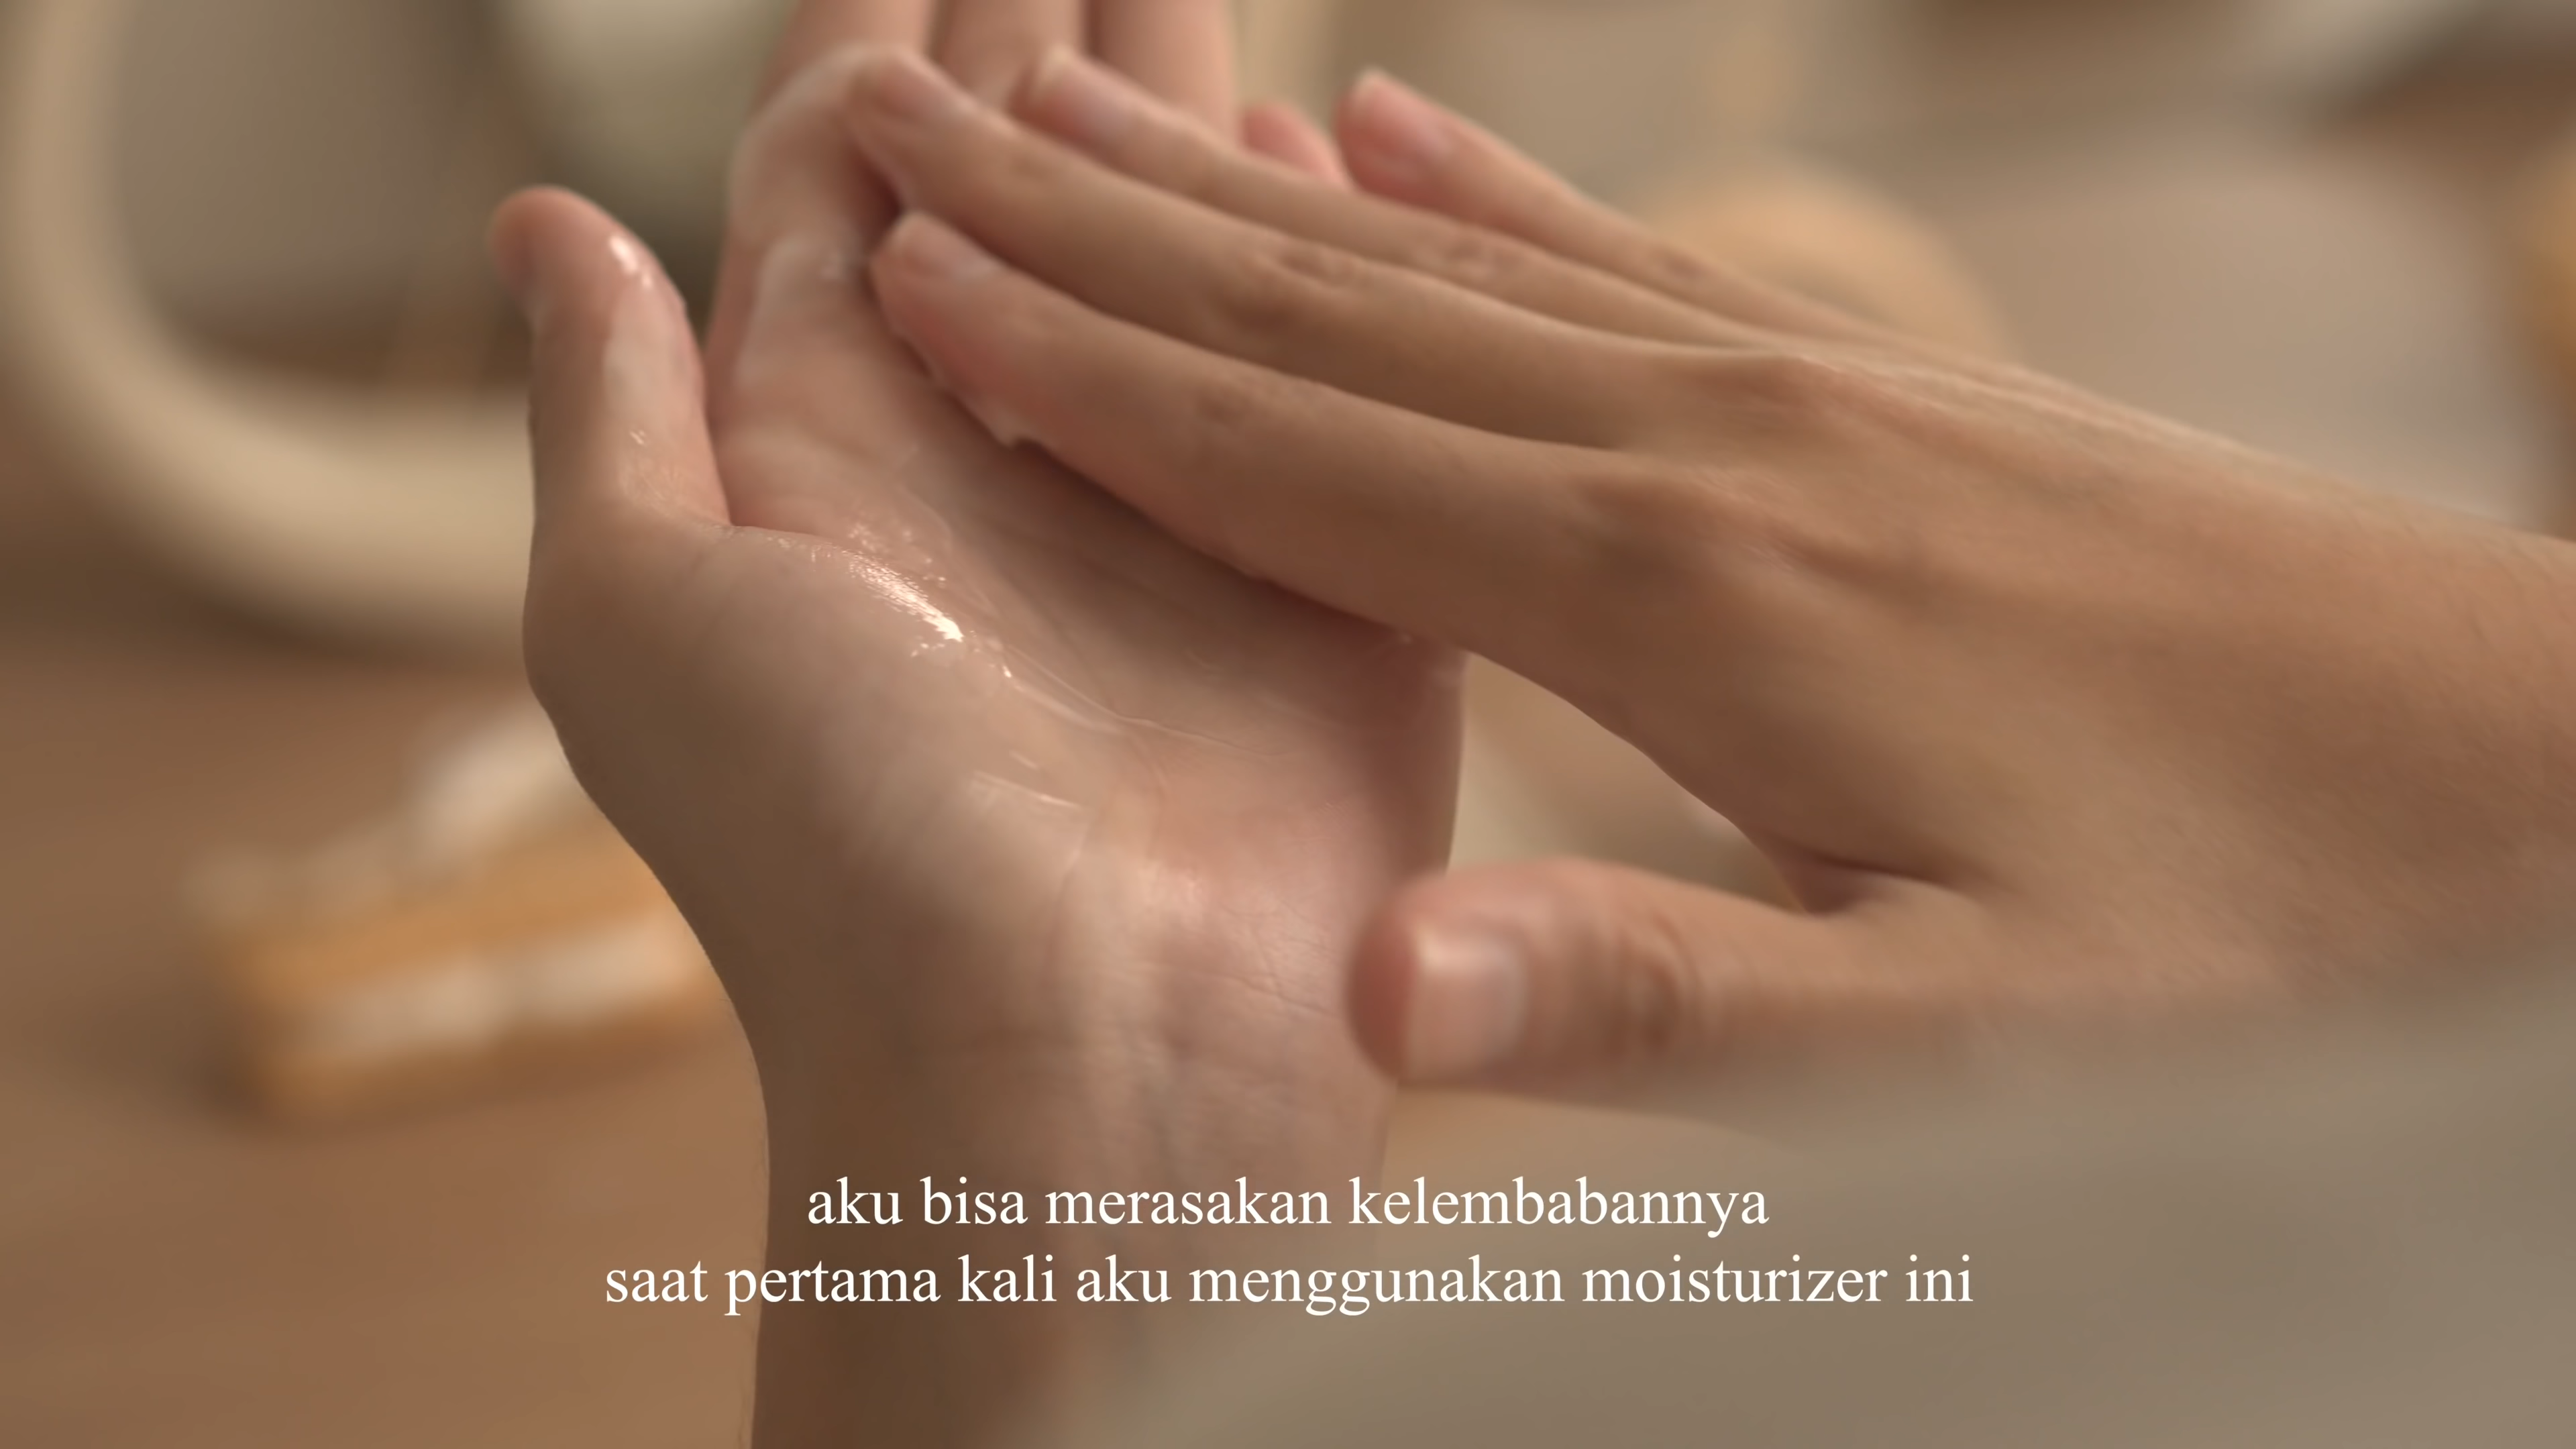 aku bisa merasakan kelembabannya
saat pertama kali aku menggunakan moisturizer ini